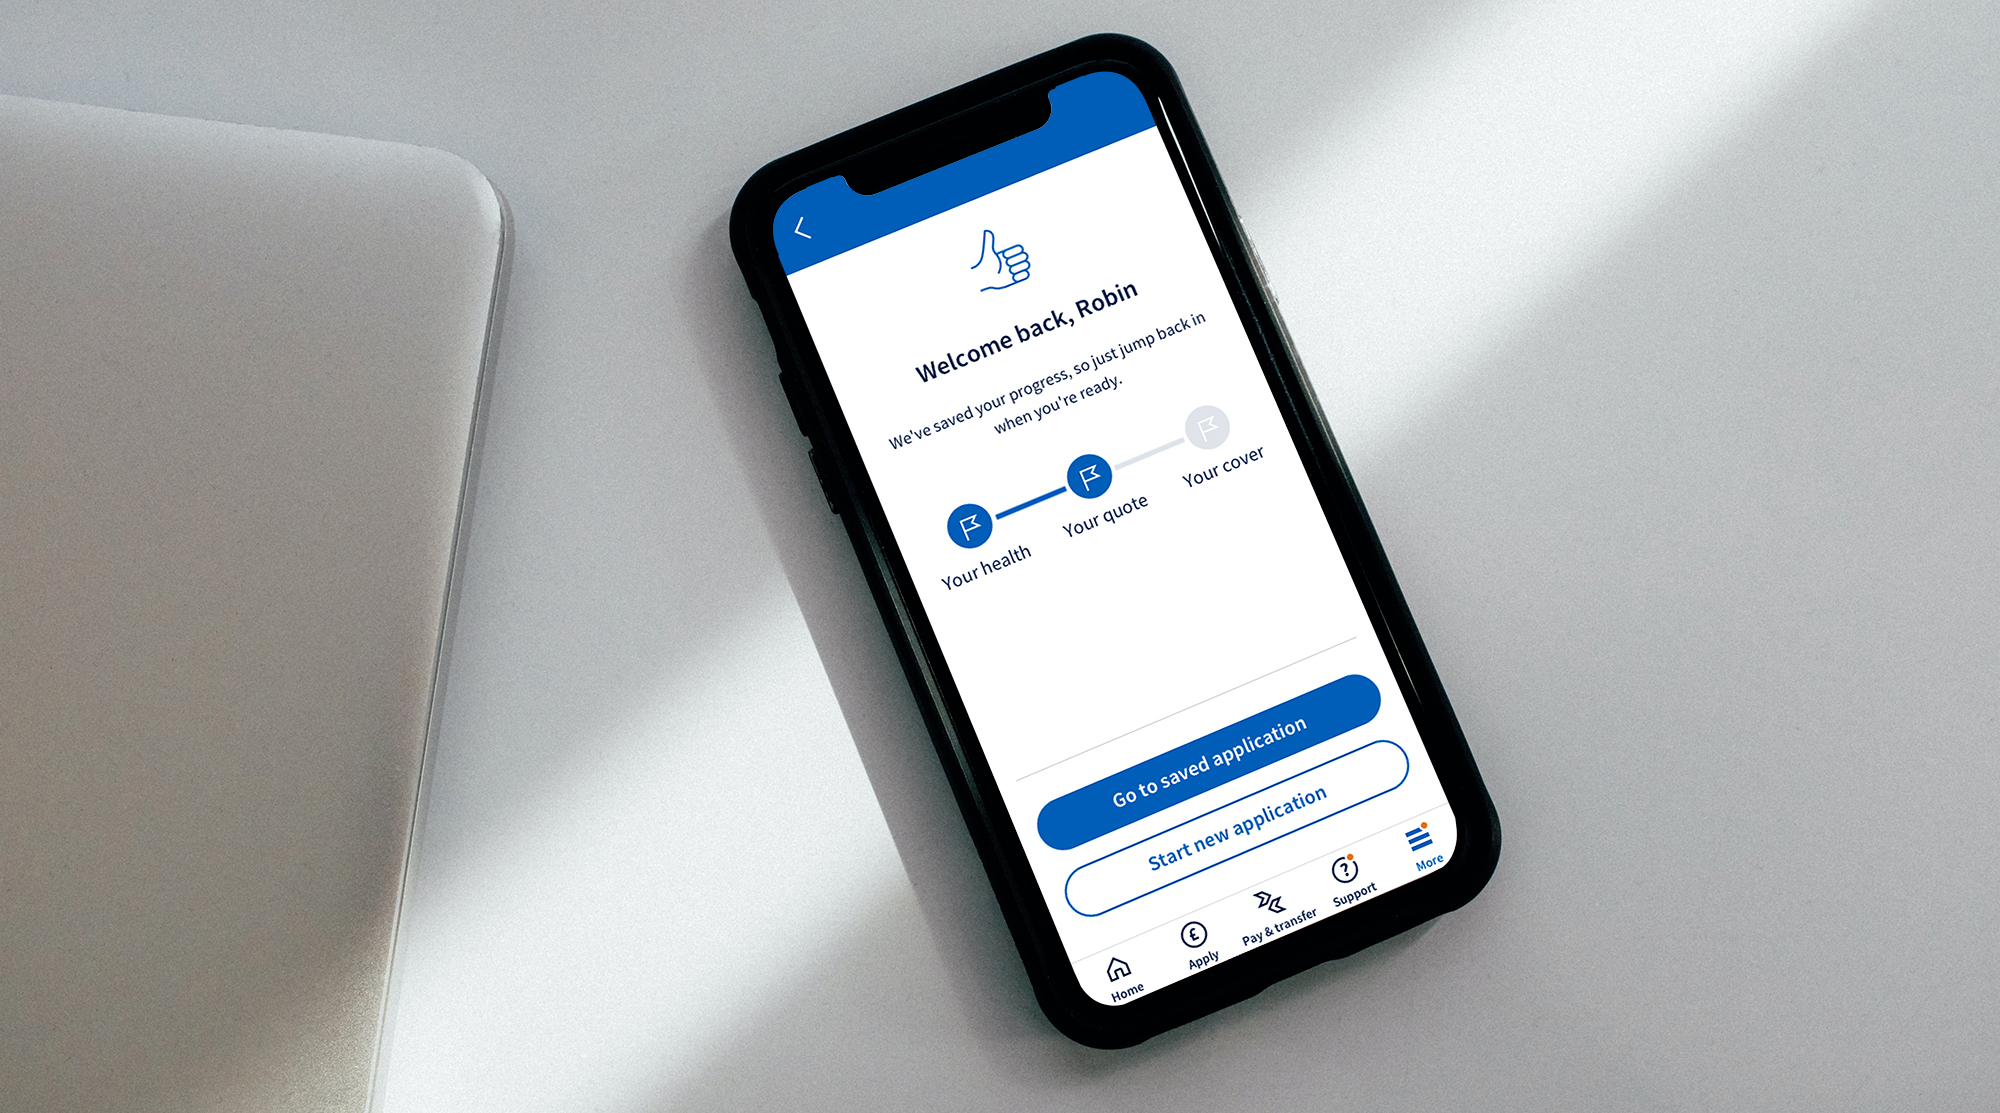 Welcome back, Robin
We've saved your progress, so just jump back in
when you're ready.
Your health
Your quote
Your cover
Go to saved application
Start new application
£
?
Home
Apply
Pay & transfer
Support
More